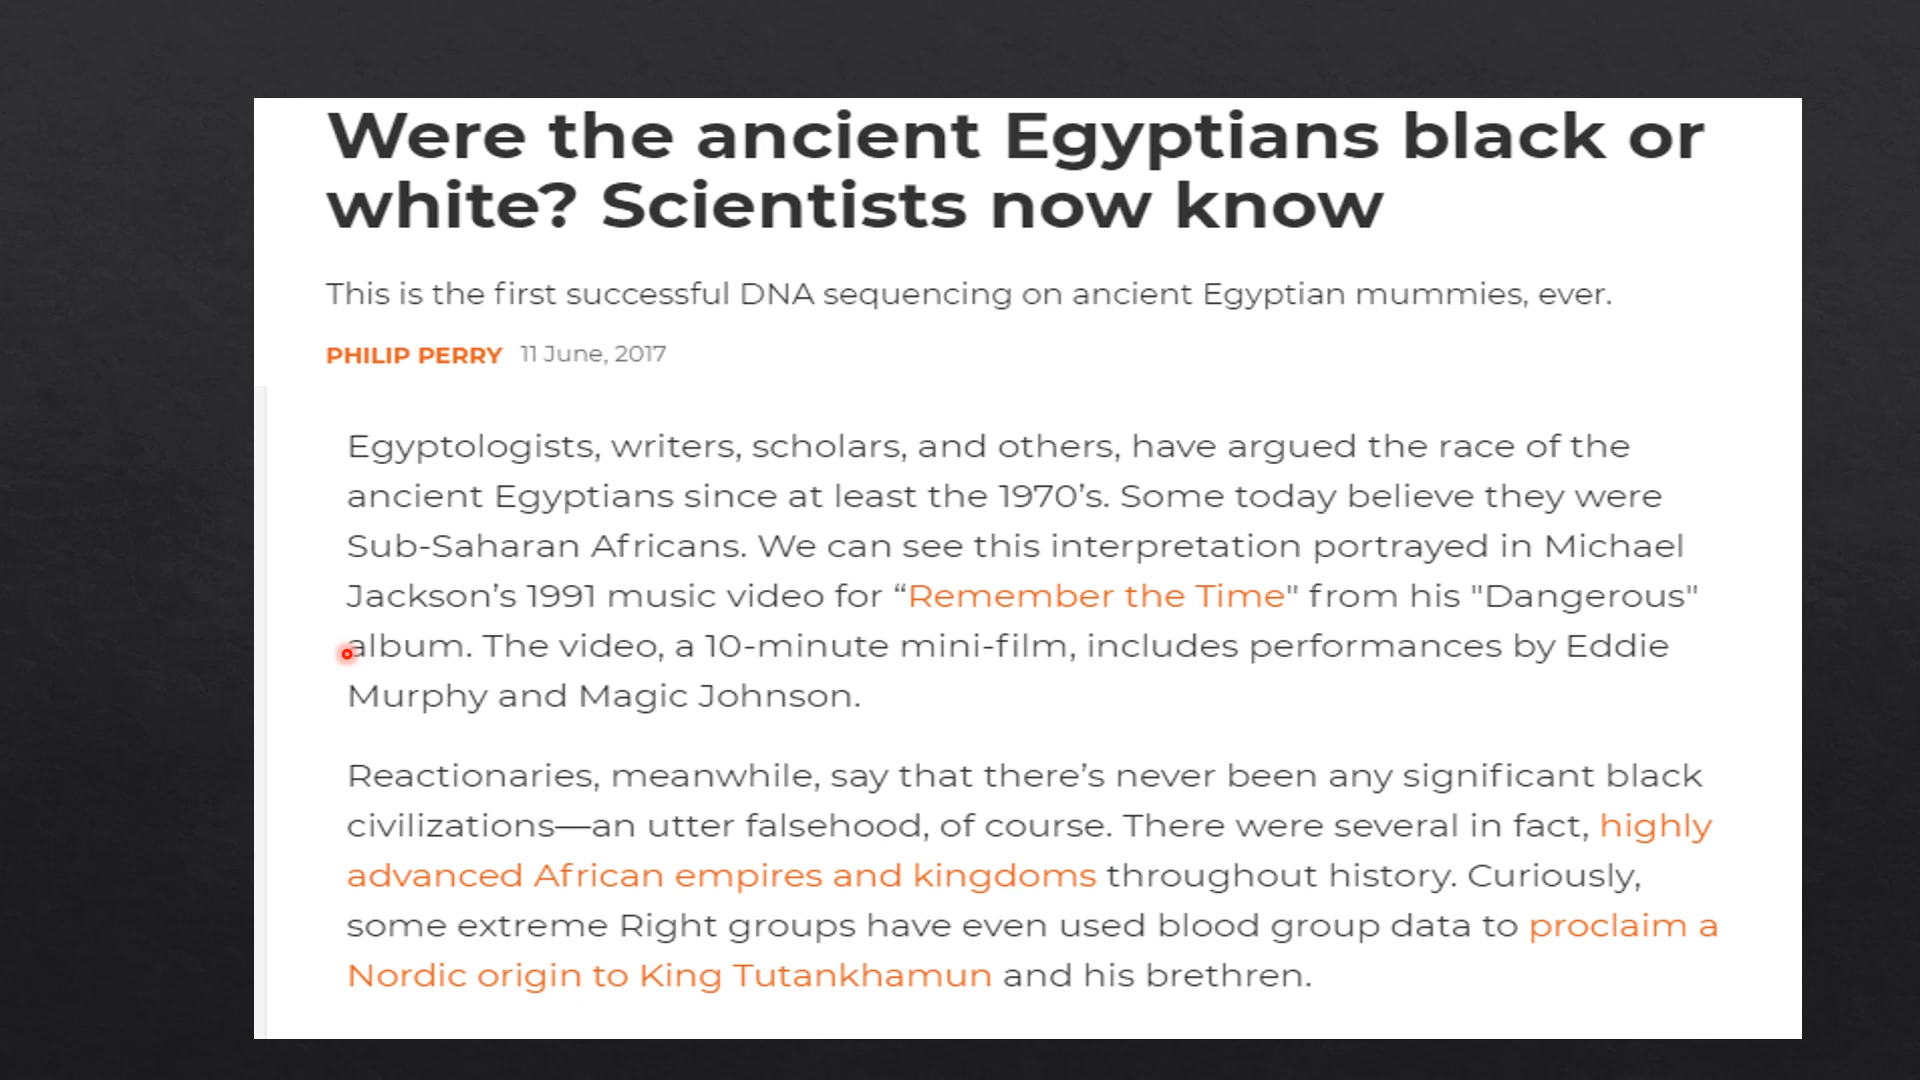 Were the ancient Egyptians black or
white? Scientists now know
This is the first successful DNA sequencing on ancient Egyptian mummies, ever.
PHILIP PERRY 11 June, 2017
Egyptologists, writers, scholars, and others, have argued the race of the
ancient Egyptians since at least the 1970’s. Some today believe they were
Sub-Saharan Africans. We can see this interpretation portrayed in Michael
Jackson’s 1991 music video for “Remember the Time" from his "Dangerous"
album. The video, a 10-minute mini-film, includes performances by Eddie
Murphy and Magic Johnson.
Reactionaries, meanwhile, say that there’s never been any significant black
civilizations—an utter falsehood, of course. There were several in fact, highly
advanced African empires and kingdoms throughout history. Curiously,
some extreme Right groups have even used blood group data to proclaim a
Nordic origin to King Tutankhamun and his brethren.